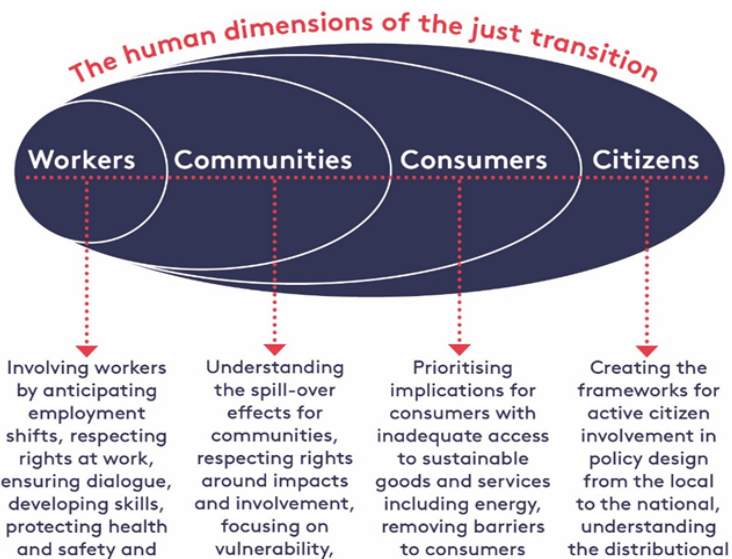 The human dimensions of the just transition
Workers
Communities
Consumers
Citizens
Involving workers
by anticipating
employment
shifts, respecting
rights at work,
ensuring dialogue,
developing skills,
protecting health
and safety and
Understanding
the spill-over
effects for
communities,
respecting rights
around impacts
and involvement,
focusing on
vulnerability,
Prioritising
implications for
consumers with
inadequate access
to sustainable
goods and services
including energy,
removing barriers
to consumers
Creating the
frameworks for
active citizen
involvement in
policy design
from the local
to the national,
understanding
the distributional